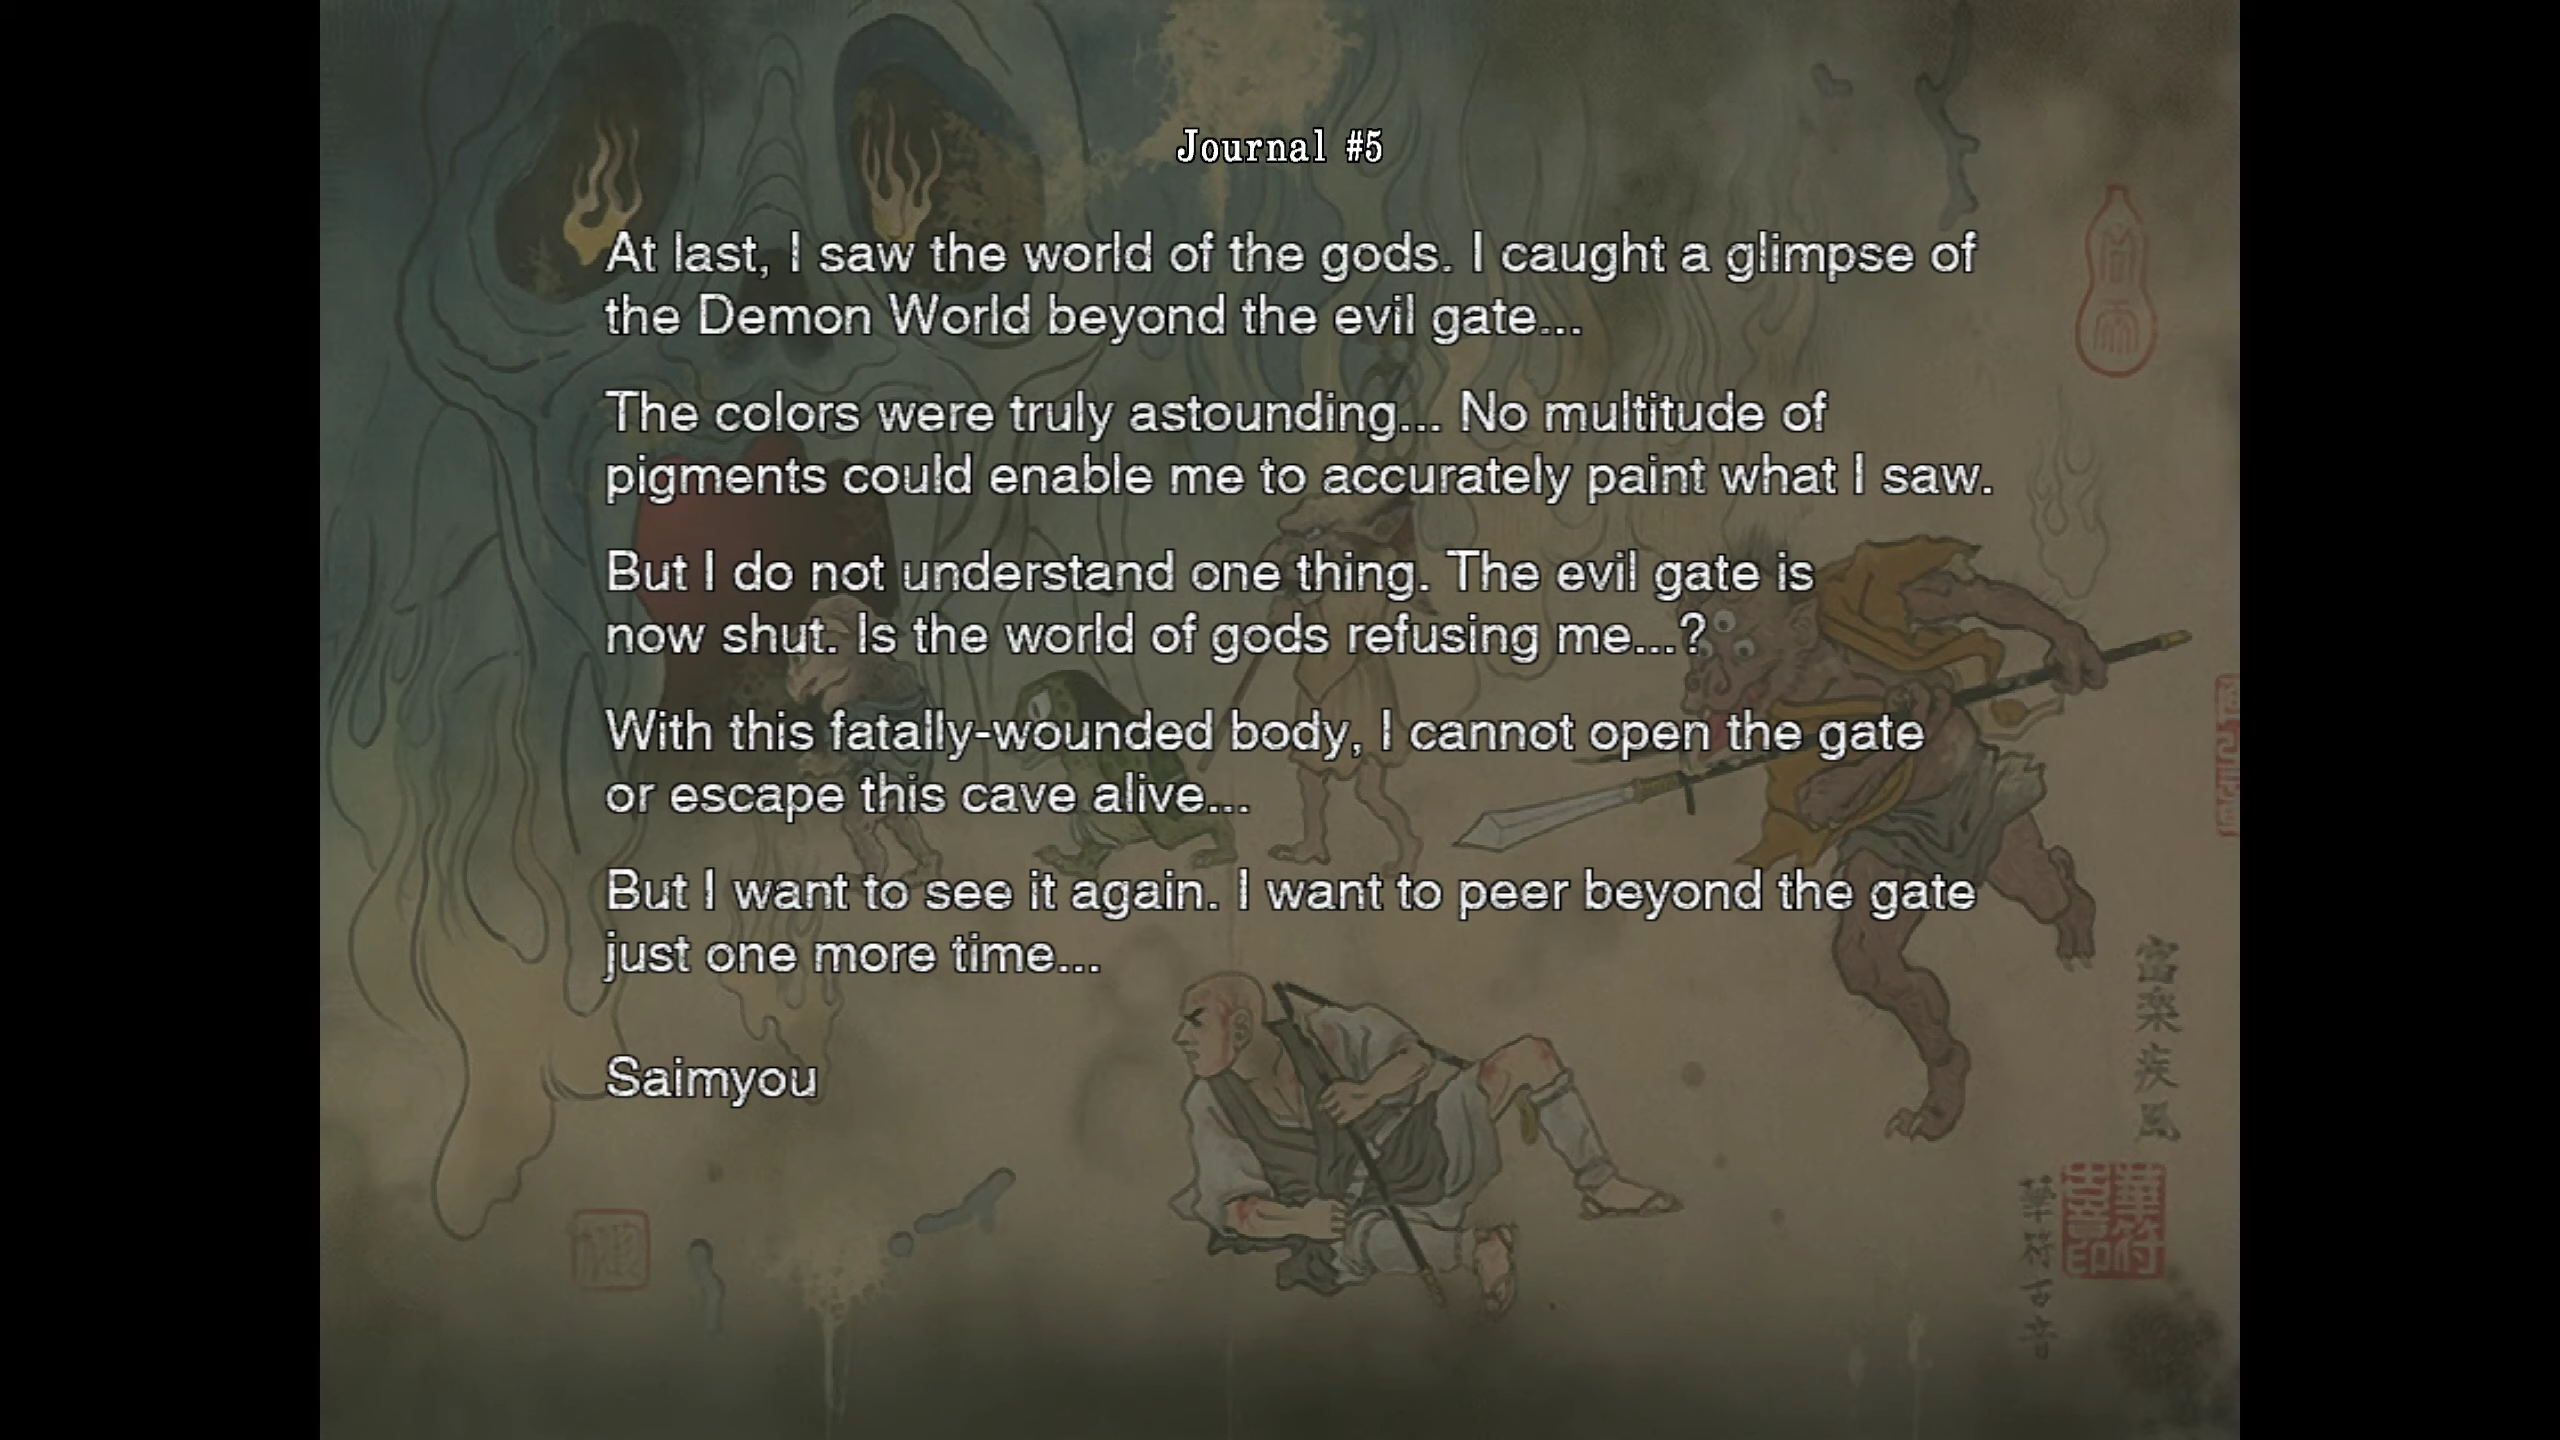 Journal #5
At last, I saw the world of the gods. I caught a glimpse of
the Demon World beyond the evil gate...
The colors were truly astounding... No multitude of
pigments could enable me to accurately paint what I saw.
But I do not understand one thing. The evil gate is
now shut. Is the world of gods refusing me...?
With this fatally-wounded body, I cannot open the gate
or escape this cave alive...
But I want to see it again. I want to peer beyond the gate
just one more time...
Saimyou
富楽疾風